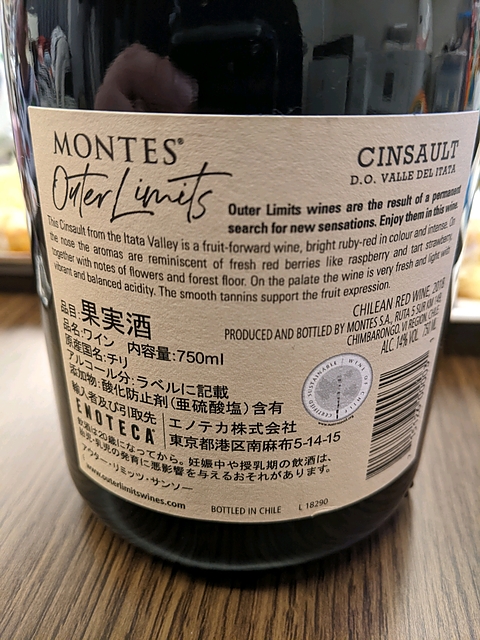 MONTES®
Outer Limits
CINSAULT
D.O. VALLE DEL ITATA
Outer Limits wines are the result of a permanent
search for new sensations. Enjoy them in this wine.
This Cinsault from the Itata Valley is a fruit-forward wine, bright ruby-red in colour and intense. On
the nose the aromas are reminiscent of fresh red berries like raspberry and tart strawberry,
together with notes of flowers and forest floor. On the palate the wine is very fresh and light with
vibrant and balanced acidity. The smooth tannins support the fruit expression.
CHILEAN RED WINE, 2018
PRODUCED AND BOTTLED BY MONTES S.A., RUTA 5 SUR KM 149,
CHIMBARONGO, VI REGION, CHILE.
ALC 14% VOL. 750 ML
品目:果実酒
品名:ワイン 内容量:750ml
原産国名:チリ
アルコール分:ラベルに記載
添加物:酸化防止剤(亜硫酸塩)含有
輸入者及び引取先
ENOTECA エノテカ株式会社
東京都港区南麻布5-14-15
飲酒は20歳になってから。妊娠中や授乳期の飲酒は、
胎児・乳児の発育に悪影響を与えるおそれがあります。
アウター・リミッツ・サンソー
www.outerlimitswines.com
BOTTLED IN CHILE L 18290
CERTIFIED SUSTAINABLE WINE OF CHILE